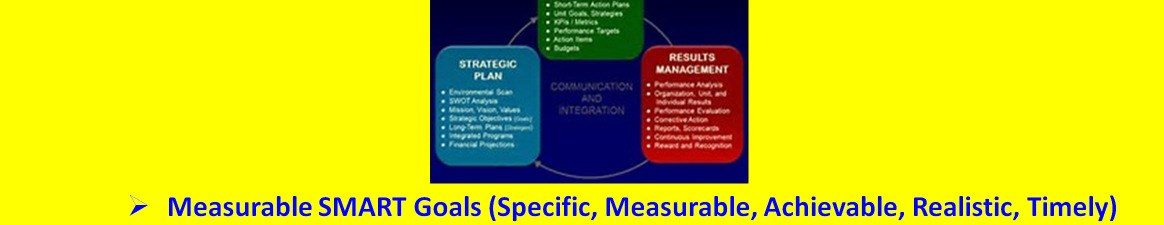 Short-Term Action Plans
Unit Goals, Strategies
KPIs / Metrics
Performance Targets
Action Items
Budgets
STRATEGIC
PLAN
Environmental Scan
SWOT Analysis
Mission, Vision, Values
Strategic Objectives (Goals)
Long-Term Plans (Strategies)
Integrated Programs
Financial Projections
COMMUNICATION
AND
INTEGRATION
RESULTS
MANAGEMENT
Performance Analysis
Organization, Unit, and
Individual Results
Performance Evaluation
Corrective Action
Reports, Scorecards
Continuous Improvement
Reward and Recognition
Measurable SMART Goals (Specific, Measurable, Achievable, Realistic, Timely)